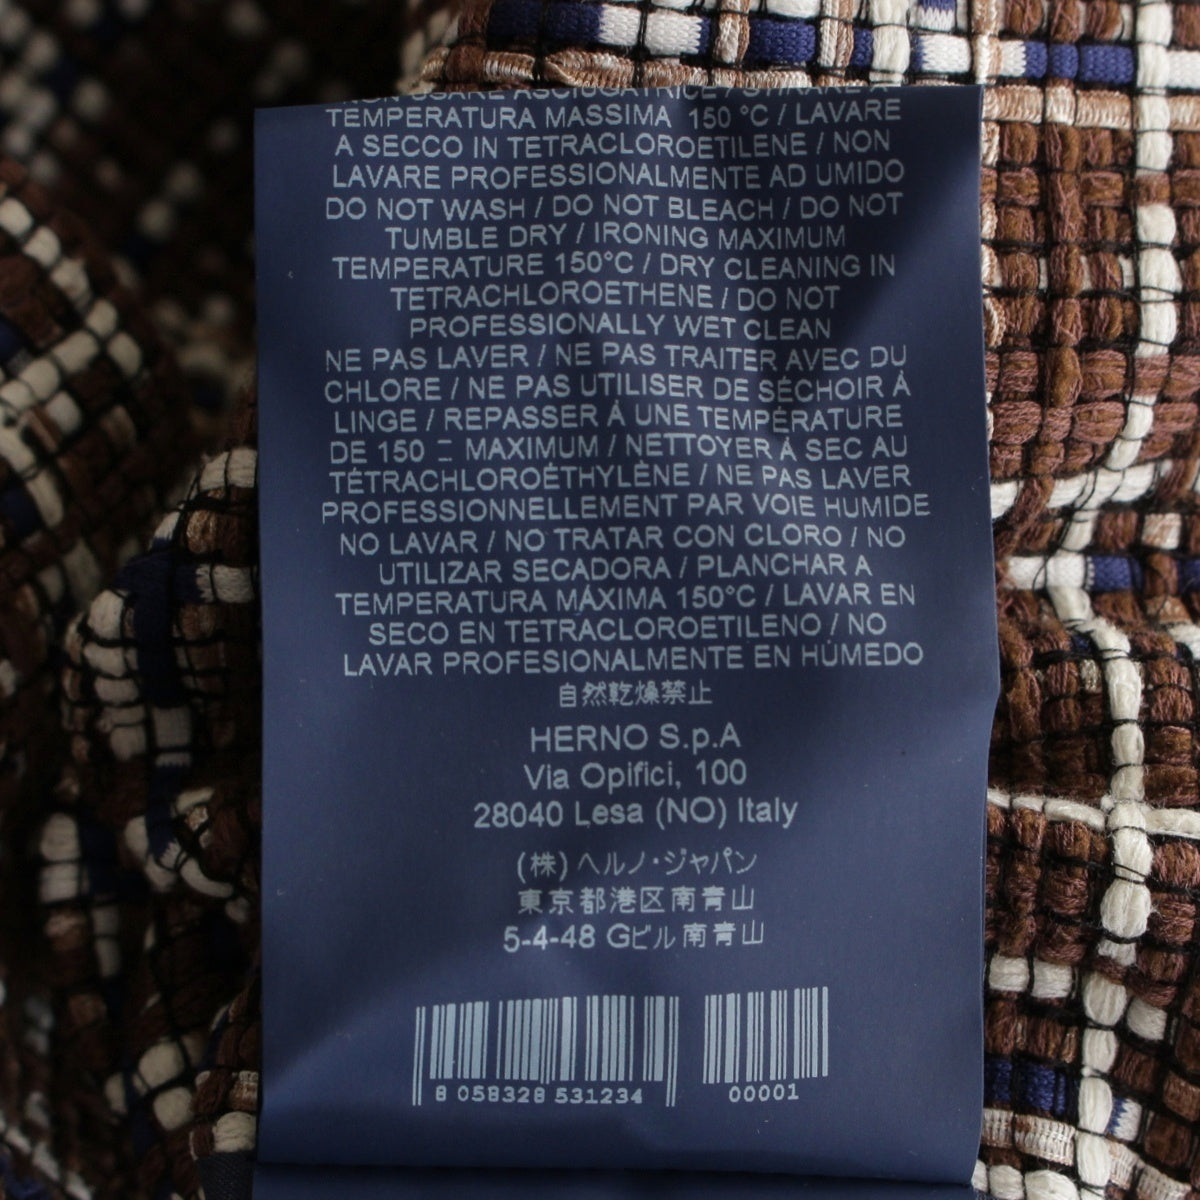 NON USARE ASCIUGATRICE / STIRARE A
TEMPERATURA MASSIMA 150 °C / LAVARE
A SECCO IN TETRACLOROETILENE / NON
LAVARE PROFESSIONALMENTE AD UMIDO
DO NOT WASH / DO NOT BLEACH / DO NOT
TUMBLE DRY / IRONING MAXIMUM
TEMPERATURE 150°C / DRY CLEANING IN
TETRACHLOROETHENE / DO NOT
PROFESSIONALLY WET CLEAN
NE PAS LAVER / NE PAS TRAITER AVEC DU
CHLORE / NE PAS UTILISER DE SÉCHOIR À
LINGE / REPASSER À UNE TEMPÉRATURE
DE 150 MAXIMUM / NETTOYER À SEC AU
TÉTRACHLOROÉTHYLÈNE / NE PAS LAVER
PROFESSIONNELLEMENT PAR VOIE HUMIDE
NO LAVAR / NO TRATAR CON CLORO / NO
UTILIZAR SECADORA / PLANCHAR A
TEMPERATURA MÁXIMA 150°C / LAVAR EN
SECO EN TETRACLOROETILENO / NO
LAVAR PROFESIONALMENTE EN HÚMEDO
自然乾燥禁止
HERNO S.p.A
Via Opifici, 100
28040 Lesa (NO) Italy
(株)ヘルノ・ジャパン
東京都港区南青山
5-4-48 Gビル南青山
8 058328 531234 00001